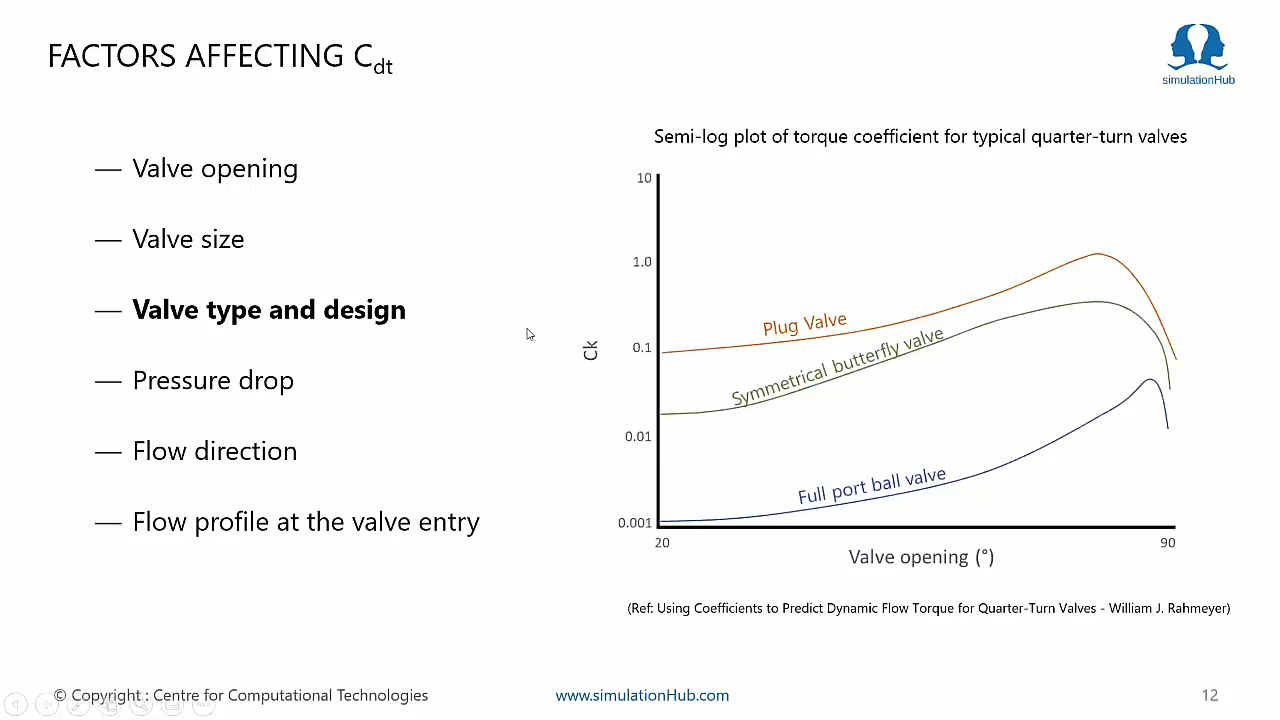 FACTORS AFFECTING Cdt
simulationHub
— Valve opening
— Valve size
— Valve type and design
— Pressure drop
— Flow direction
— Flow profile at the valve entry
Semi-log plot of torque coefficient for typical quarter-turn valves
10
1.0
0.1
0.01
0.001
Ck
Plug Valve
Symmetrical butterfly valve
Full port ball valve
20
90
Valve opening (°)
(Ref: Using Coefficients to Predict Dynamic Flow Torque for Quarter-Turn Valves - William J. Rahmeyer)
© Copyright : Centre for Computational Technologies
www.simulationHub.com
12